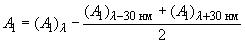 A₁ = (A₁)λ − ((A₁)λ−30 нм + (A₁)λ+30 нм) / 2